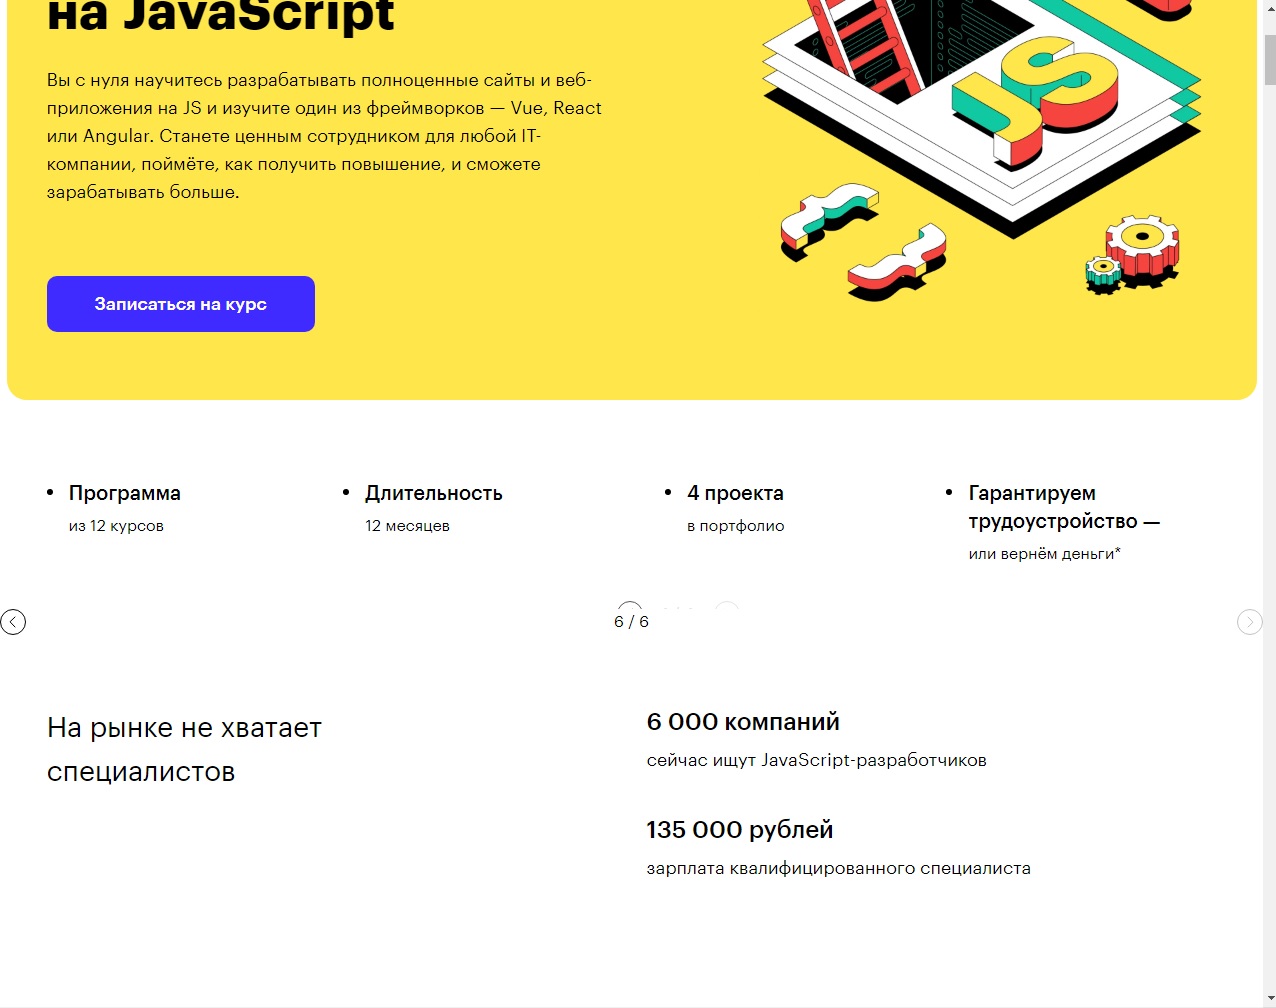 на JavaScript
Вы с нуля научитесь разрабатывать полноценные сайты и веб-
приложения на JS и изучите один из фреймворков — Vue, React
или Angular. Станете ценным сотрудником для любой IT-
компании, поймёте, как получить повышение, и сможете
зарабатывать больше.
JS
Записаться на курс
• Программа
из 12 курсов
• Длительность
12 месяцев
• 4 проекта
в портфолио
• Гарантируем
трудоустройство —
или вернём деньги*
6 / 6
На рынке не хватает
специалистов
6 000 компаний
сейчас ищут JavaScript-разработчиков
135 000 рублей
зарплата квалифицированного специалиста